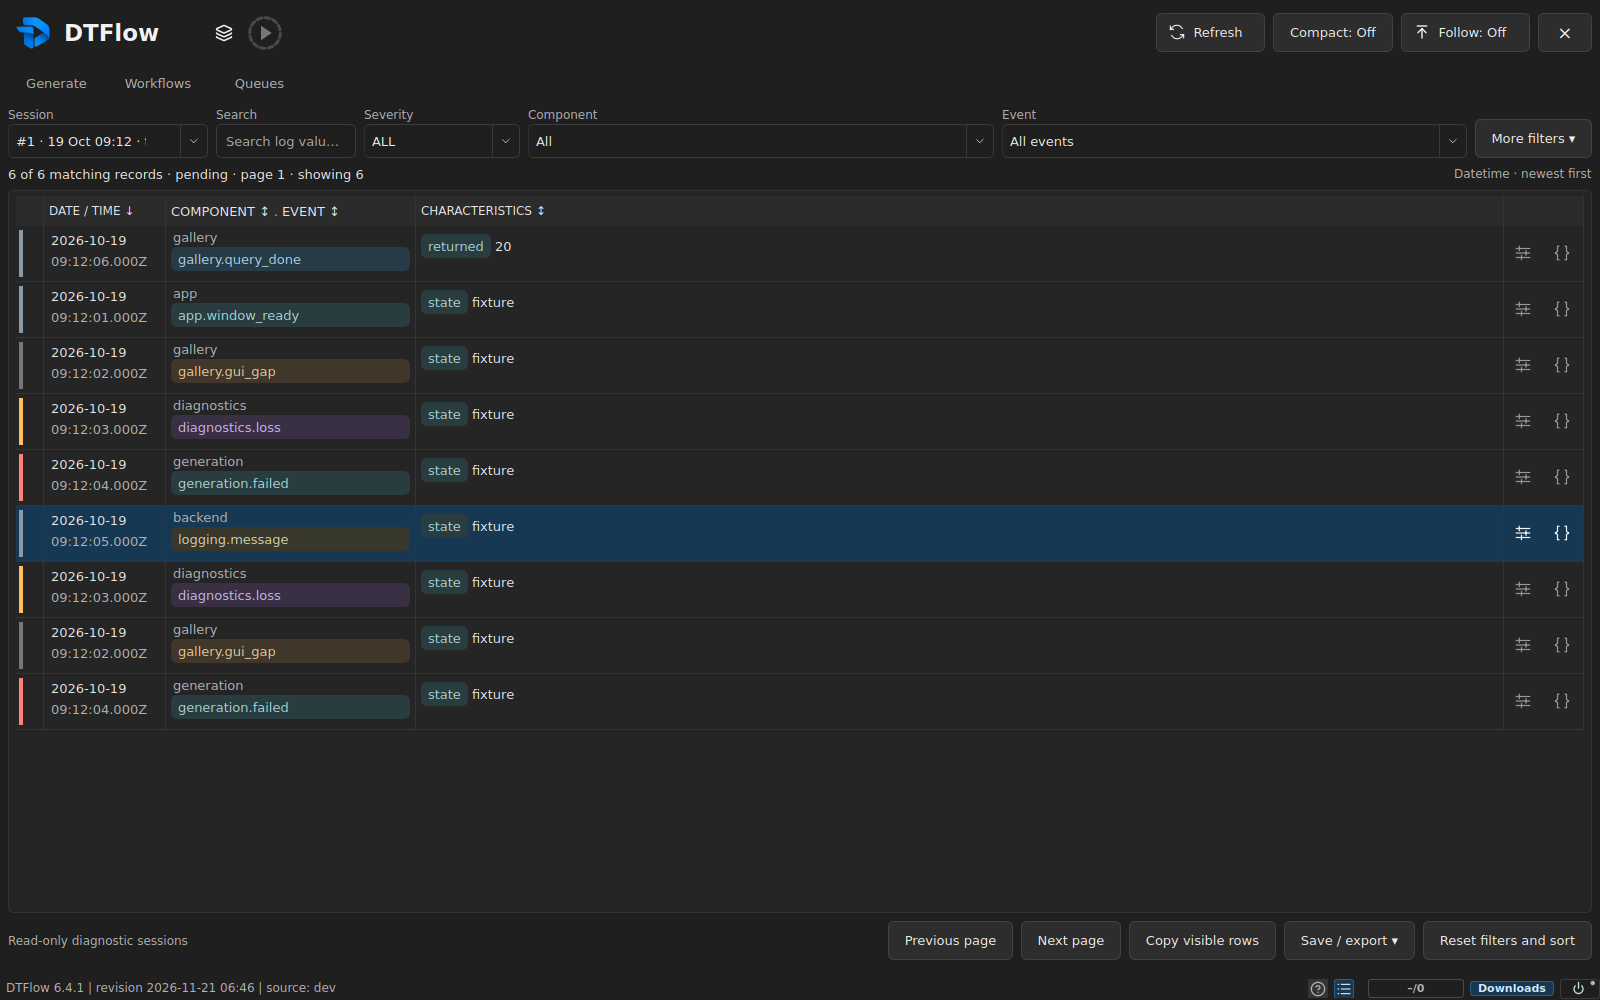 DTFlow
Refresh
Compact: Off
Follow: Off
Generate
Workflows
Queues
Session
Search
Severity
Component
Event
#1 · 19 Oct 09:12 ·
Search log valu...
ALL
All
All events
More filters ▾
6 of 6 matching records · pending · page 1 · showing 6
Datetime · newest first
DATE / TIME ↓
COMPONENT ↕ . EVENT ↕
CHARACTERISTICS ↕
2026-10-19
09:12:06.000Z
gallery
gallery.query_done
returned 20
{}
2026-10-19
09:12:01.000Z
app
app.window_ready
state fixture
{}
2026-10-19
09:12:02.000Z
gallery
gallery.gui_gap
state fixture
{}
2026-10-19
09:12:03.000Z
diagnostics
diagnostics.loss
state fixture
{}
2026-10-19
09:12:04.000Z
generation
generation.failed
state fixture
{}
2026-10-19
09:12:05.000Z
backend
logging.message
state fixture
{}
2026-10-19
09:12:03.000Z
diagnostics
diagnostics.loss
state fixture
{}
2026-10-19
09:12:02.000Z
gallery
gallery.gui_gap
state fixture
{}
2026-10-19
09:12:04.000Z
generation
generation.failed
state fixture
{}
Read-only diagnostic sessions
Previous page
Next page
Copy visible rows
Save / export ▾
Reset filters and sort
DTFlow 6.4.1 | revision 2026-11-21 06:46 | source: dev
-/0
Downloads